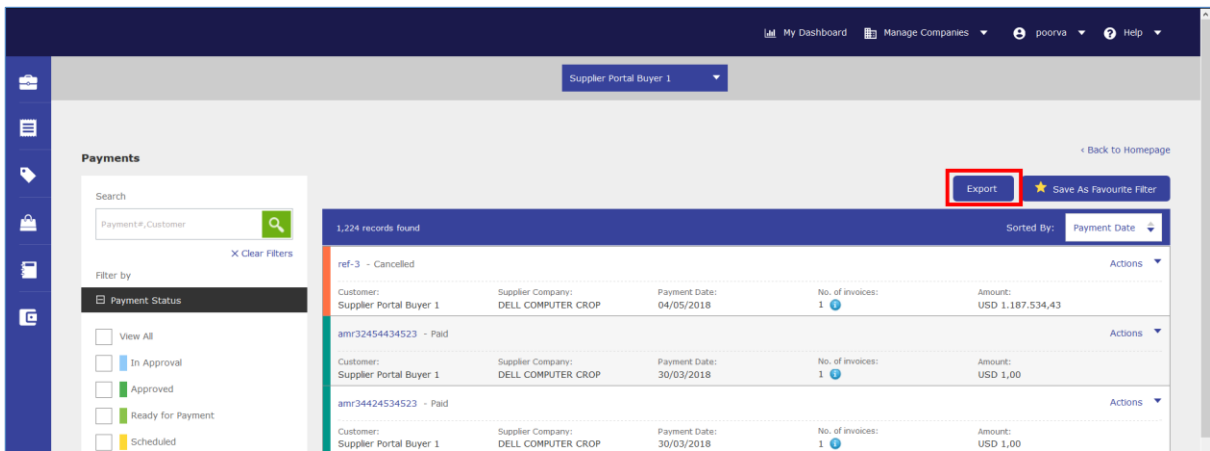 My Dashboard Manage Companies poorva Help
Supplier Portal Buyer 1
< Back to Homepage
Payments
Export Save As Favourite Filter
Search
Payment#,Customer
X Clear Filters
Filter by
Payment Status
View All
In Approval
Approved
Ready for Payment
Scheduled
1,224 records found Sorted By: Payment Date
ref-3 - Cancelled Actions
Customer: Supplier Company: Payment Date: No. of invoices: Amount:
Supplier Portal Buyer 1 DELL COMPUTER CROP 04/05/2018 1 USD 1.187.534,43
amr32454434523 - Paid Actions
Customer: Supplier Company: Payment Date: No. of invoices: Amount:
Supplier Portal Buyer 1 DELL COMPUTER CROP 30/03/2018 1 USD 1,00
amr34424534523 - Paid Actions
Customer: Supplier Company: Payment Date: No. of invoices: Amount:
Supplier Portal Buyer 1 DELL COMPUTER CROP 30/03/2018 1 USD 1,00